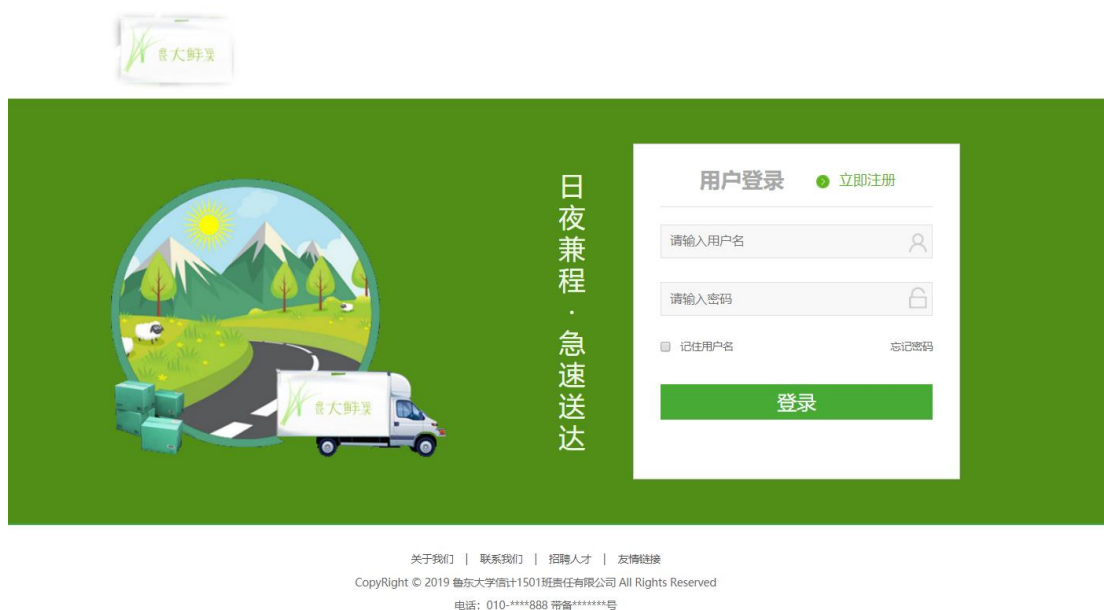 鲁大鲜蔬
日夜兼程·急速送达
用户登录 立即注册
请输入用户名
请输入密码
记住用户名 忘记密码
登录
鲁大鲜蔬
关于我们 | 联系我们 | 招聘人才 | 友情链接
CopyRight © 2019 鲁东大学信计1501班责任有限公司 All Rights Reserved
电话：010-****888 带备*******号